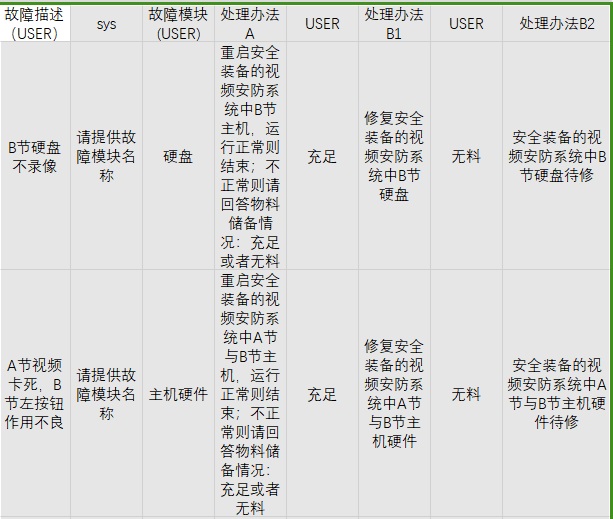 故障描述
（USER）
sys
故障模块
（USER）
处理办法
A
USER
处理办法
B1
USER
处理办法B2
B节硬盘
不录像
请提供故
障模块名
称
硬盘
重启安全
装备的视
频安防系
统中B节
主机，运
行正常则
结束；不
正常则请
回答物料
储备情
况：充足
或者无料
充足
修复安全
装备的视
频安防系
统中B节
硬盘
无料
安全装备的视
频安防系统中B
节硬盘待修
A节视频
卡死，B
节左按钮
作用不良
请提供故
障模块名
称
主机硬件
重启安全
装备的视
频安防系
统中A节
与B节主
机，运行
正常则结
束；不正
常则请回
答物料储
备情况：
充足或者
无料
充足
修复安全
装备的视
频安防系
统中A节
与B节主
机硬件
无料
安全装备的视
频安防系统中A
节与B节主机硬
件待修